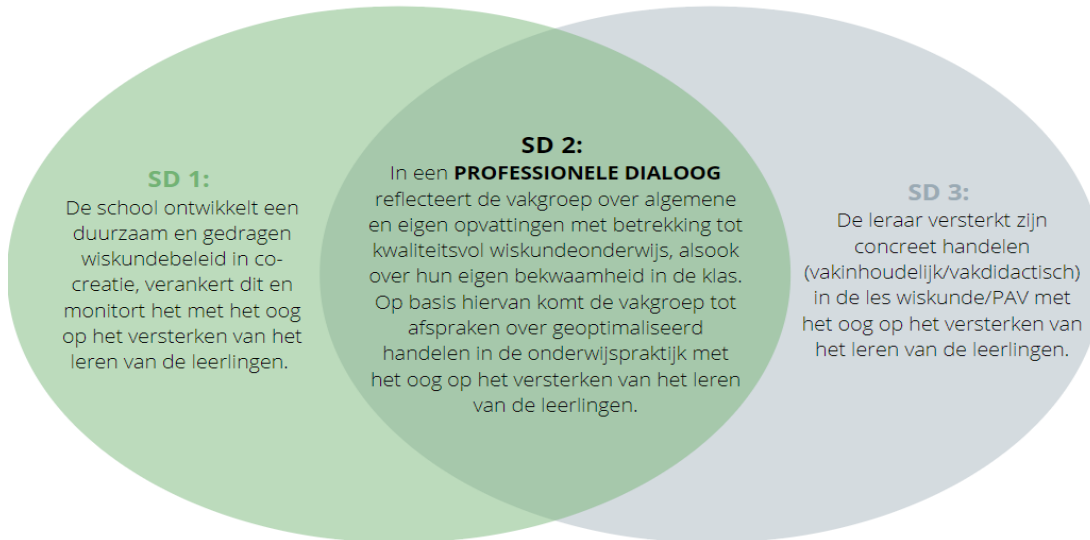 SD 1:
De school ontwikkelt een
duurzaam en gedragen
wiskundebeleid in co-
creatie, verankert dit en
monitort het met het oog
op het versterken van het
leren van de leerlingen.
SD 2:
In een PROFESSIONELE DIALOOG
reflecteert de vakgroep over algemene
en eigen opvattingen met betrekking tot
kwaliteitsvol wiskundeonderwijs, alsook
over hun eigen bekwaamheid in de klas.
Op basis hiervan komt de vakgroep tot
afspraken over geoptimaliseerd
handelen in de onderwijspraktijk met
het oog op het versterken van het leren
van de leerlingen.
SD 3:
De leraar versterkt zijn
concreet handelen
(vakinhoudelijk/vakdidactisch)
in de les wiskunde/PAV met
het oog op het versterken van
het leren van de leerlingen.